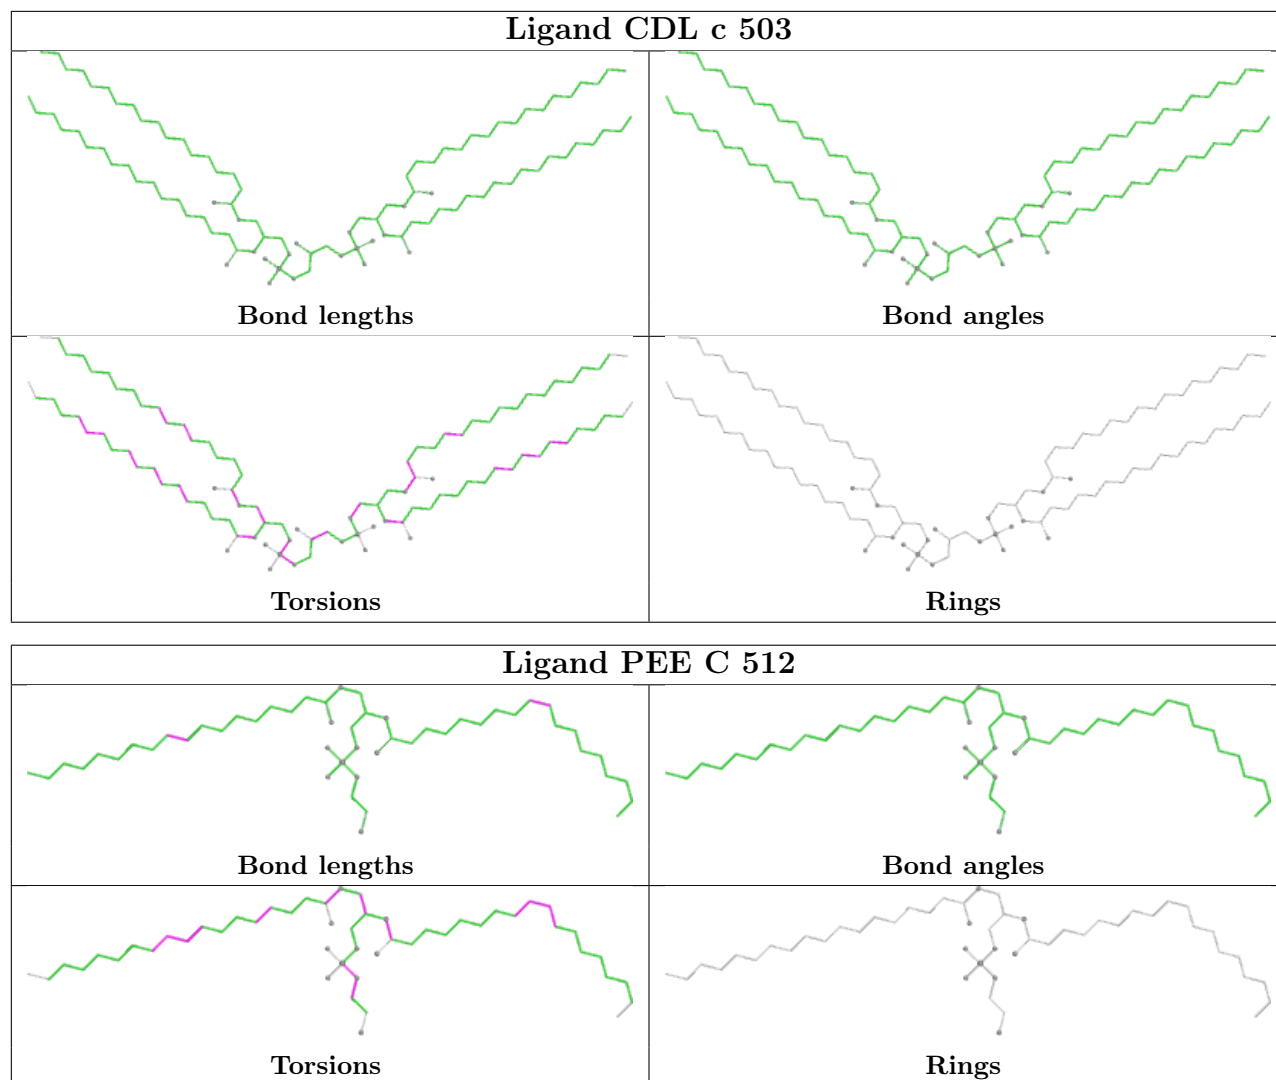 Ligand CDL c 503
Bond lengths
Bond angles
Torsions
Rings
Ligand PEE C 512
Bond lengths
Bond angles
Torsions
Rings